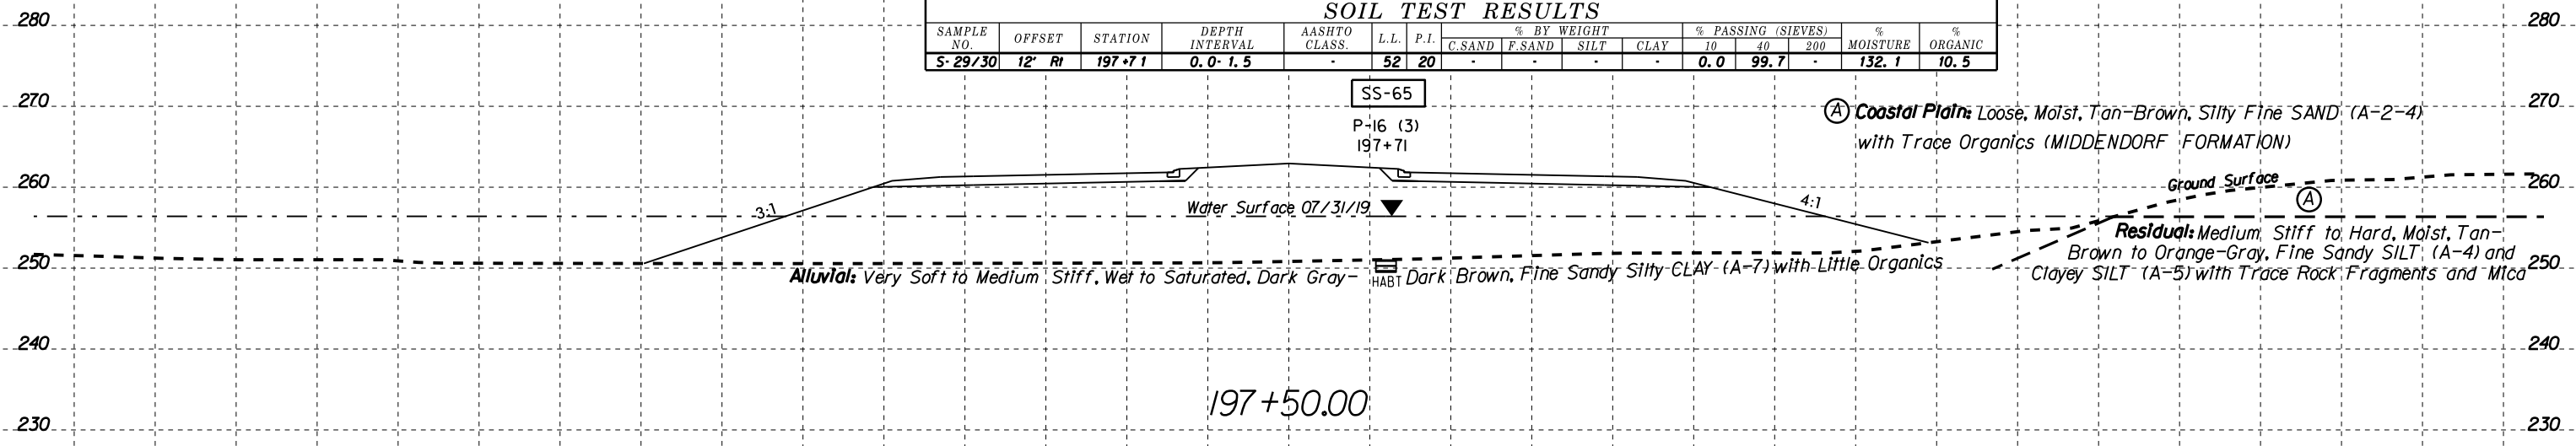 SOIL TEST RESULTS
SAMPLE NO. OFFSET STATION DEPTH INTERVAL AASHTO CLASS. L.L. P.I. % BY WEIGHT % PASSING (SIEVES) % MOISTURE % ORGANIC
C.SAND F.SAND SILT CLAY 10 40 200
S-29/30 12' Rt 197+71 0.0-1.5 - 52 20 - - - - 0.0 99.7 - 132.1 10.5
280 280
270 270
260 260
250 250
240 240
230 230
SS-65
P-16 (3)
197+71
A Coastal Plain: Loose, Moist, Tan-Brown, Silty Fine SAND (A-2-4)
with Trace Organics (MIDDENDORF FORMATION)
Ground Surface
A
3:1
Water Surface 07/31/19
4:1
Residual: Medium Stiff to Hard, Moist, Tan-
Brown to Orange-Gray, Fine Sandy SILT (A-4) and
Clayey SILT (A-5) with Trace Rock Fragments and Mica
Alluvial: Very Soft to Medium Stiff, Wet to Saturated, Dark Gray- Dark Brown, Fine Sandy Silty CLAY (A-7) with Little Organics
HABT
197+50.00